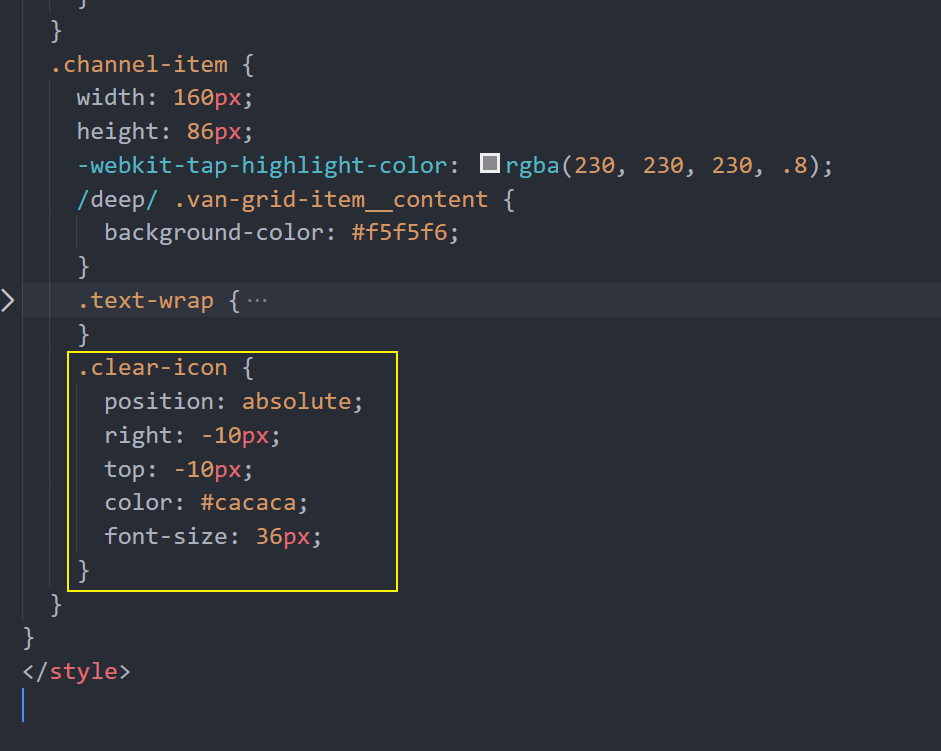 }
}
.channel-item {
width: 160px;
height: 86px;
-webkit-tap-highlight-color: rgba(230, 230, 230, .8);
/deep/ .van-grid-item__content {
background-color: #f5f5f6;
}
.text-wrap {···
}
.clear-icon {
position: absolute;
right: -10px;
top: -10px;
color: #cacaca;
font-size: 36px;
}
}
}
</style>